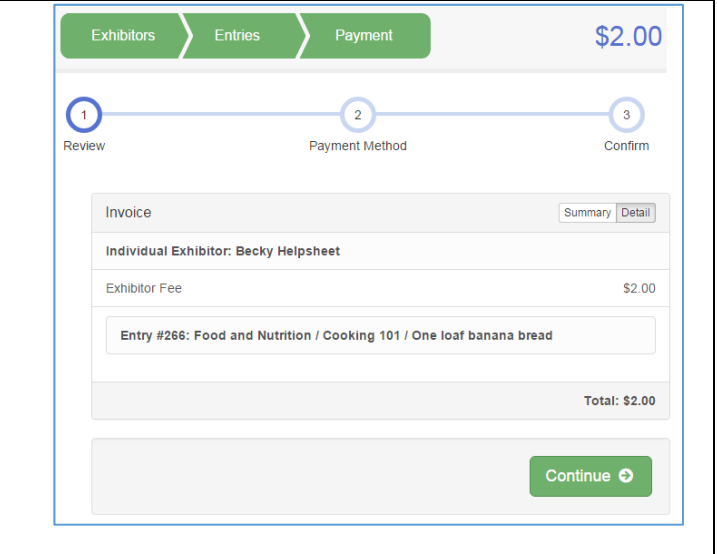 Exhibitors Entries Payment $2.00
1 2 3
Review Payment Method Confirm
Invoice Summary Detail
Individual Exhibitor: Becky Helpsheet
Exhibitor Fee $2.00
Entry #266: Food and Nutrition / Cooking 101 / One loaf banana bread
Total: $2.00
Continue